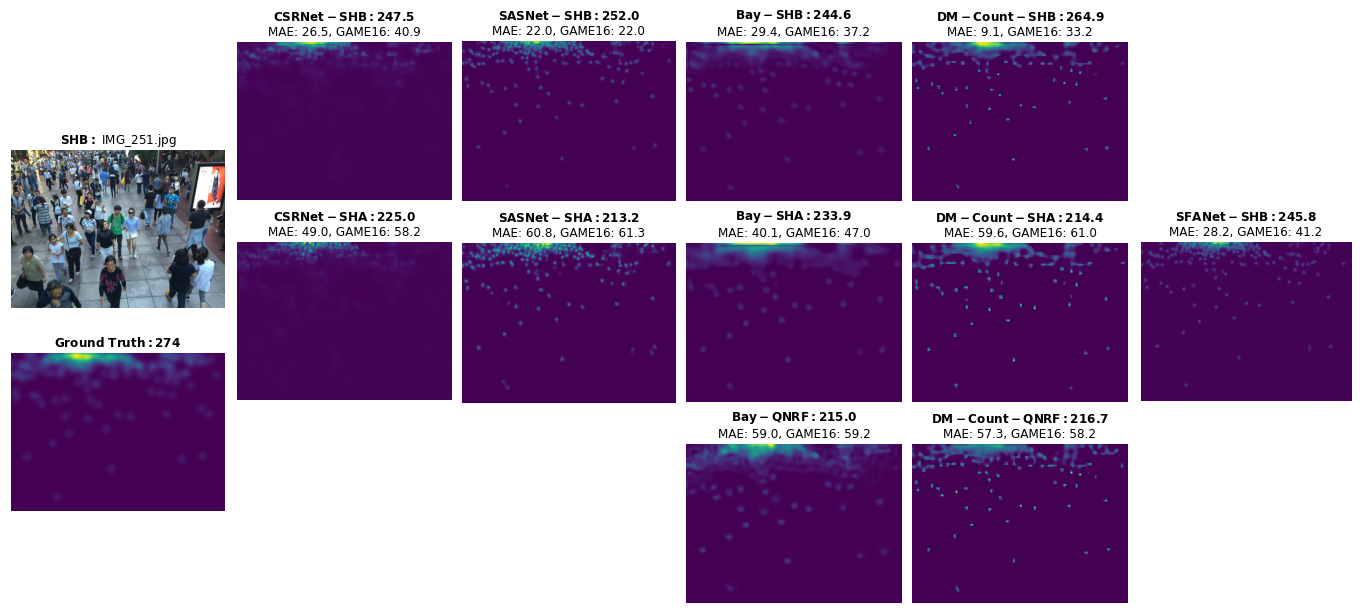 CSRNet−SHB: 247.5
MAE: 26.5, GAME16: 40.9
SASNet−SHB: 252.0
MAE: 22.0, GAME16: 22.0
Bay−SHB: 244.6
MAE: 29.4, GAME16: 37.2
DM−Count−SHB: 264.9
MAE: 9.1, GAME16: 33.2
SHB: IMG_251.jpg
CSRNet−SHA: 225.0
MAE: 49.0, GAME16: 58.2
SASNet−SHA: 213.2
MAE: 60.8, GAME16: 61.3
Bay−SHA: 233.9
MAE: 40.1, GAME16: 47.0
DM−Count−SHA: 214.4
MAE: 59.6, GAME16: 61.0
SFANet−SHB: 245.8
MAE: 28.2, GAME16: 41.2
Ground Truth: 274
Bay−QNRF: 215.0
MAE: 59.0, GAME16: 59.2
DM−Count−QNRF: 216.7
MAE: 57.3, GAME16: 58.2